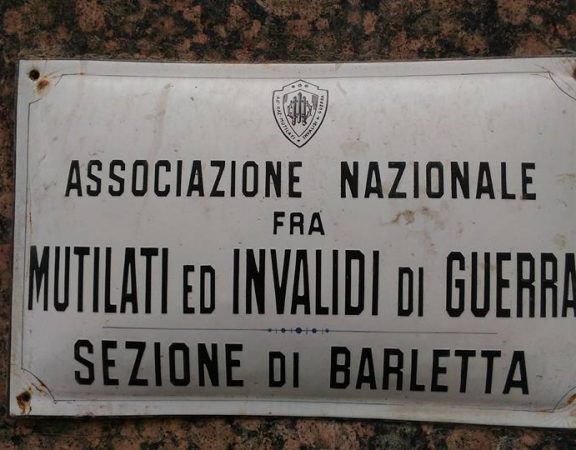 ASSOCIAZIONE NAZIONALE
FRA
MUTILATI ED INVALIDI DI GUERRA
SEZIONE DI BARLETTA